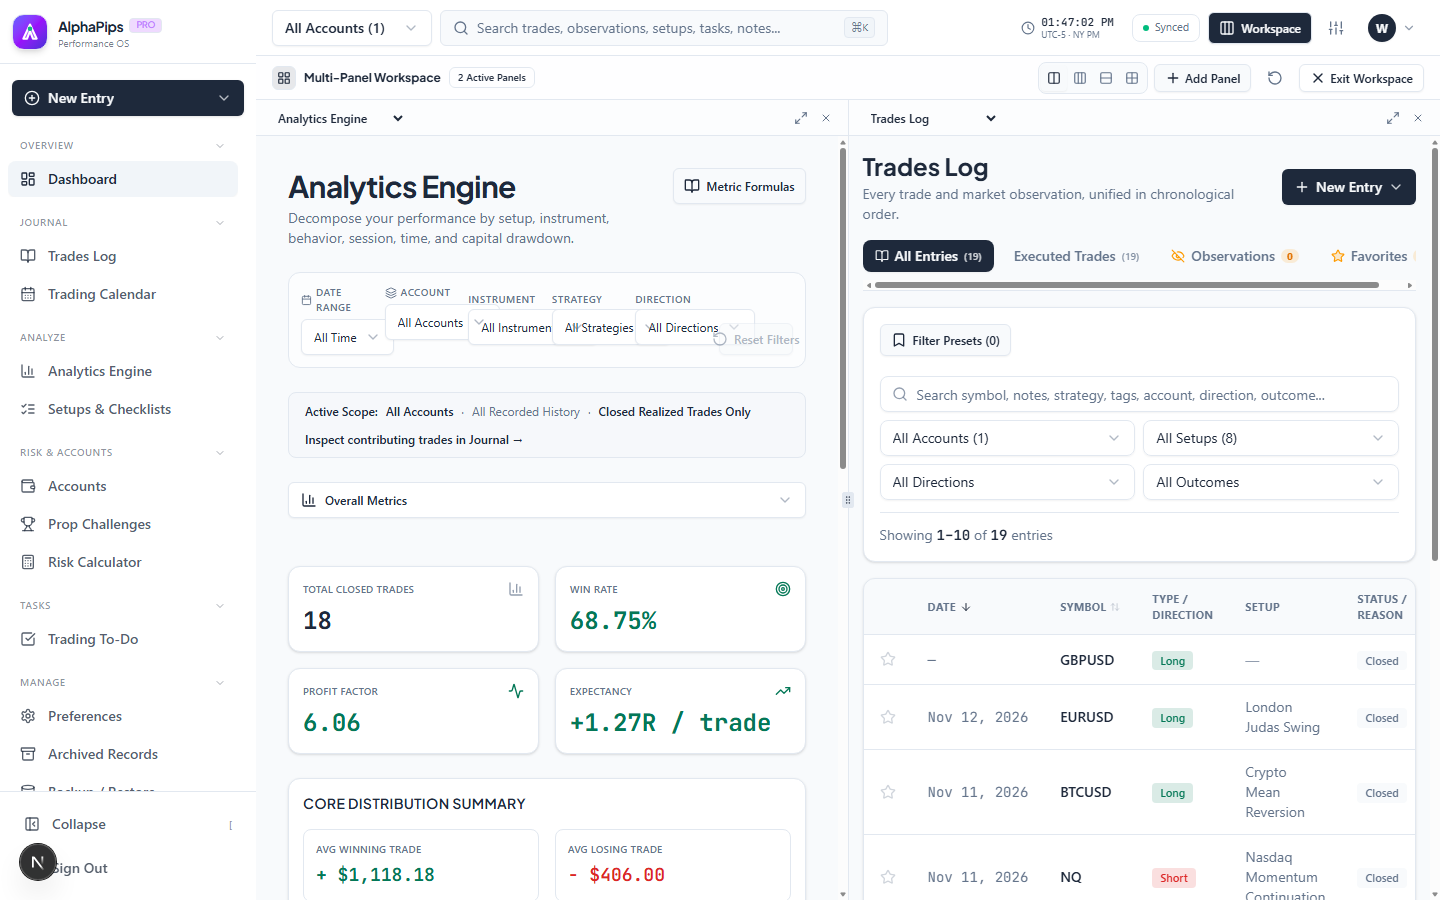 AlphaPips PRO
Performance OS
New Entry
OVERVIEW
Dashboard
JOURNAL
Trades Log
Trading Calendar
ANALYZE
Analytics Engine
Setups & Checklists
RISK & ACCOUNTS
Accounts
Prop Challenges
Risk Calculator
TASKS
Trading To-Do
MANAGE
Preferences
Archived Records
Backup / Restore
Collapse [
N
Sign Out
All Accounts (1)
Search trades, observations, setups, tasks, notes...
⌘K
01:47:02 PM
UTC-5 · NY PM
Synced
Workspace
W
Multi-Panel Workspace
2 Active Panels
Add Panel
Exit Workspace
Analytics Engine
Analytics Engine
Metric Formulas
Decompose your performance by setup, instrument,
behavior, session, time, and capital drawdown.
DATE
RANGE
All Time
ACCOUNT
All Accounts
INSTRUMENT
All Instrumen
STRATEGY
All Strategies
DIRECTION
All Directions
Reset Filters
Active Scope: All Accounts · All Recorded History · Closed Realized Trades Only
Inspect contributing trades in Journal →
Overall Metrics
TOTAL CLOSED TRADES
18
WIN RATE
68.75%
PROFIT FACTOR
6.06
EXPECTANCY
+1.27R / trade
CORE DISTRIBUTION SUMMARY
AVG WINNING TRADE
+ $1,118.18
AVG LOSING TRADE
- $406.00
Trades Log
Trades Log
Every trade and market observation, unified in chronological
order.
New Entry
All Entries (19)
Executed Trades (19)
Observations 0
Favorites
Filter Presets (0)
Search symbol, notes, strategy, tags, account, direction, outcome...
All Accounts (1)
All Setups (8)
All Directions
All Outcomes
Showing 1–10 of 19 entries
DATE ↓ SYMBOL ↑↓ TYPE / DIRECTION SETUP STATUS / REASON
— GBPUSD Long — Closed
Nov 12, 2026 EURUSD Long London Judas Swing Closed
Nov 11, 2026 BTCUSD Long Crypto Mean Reversion Closed
Nov 11, 2026 NQ Short Nasdaq Momentum Continuation Closed